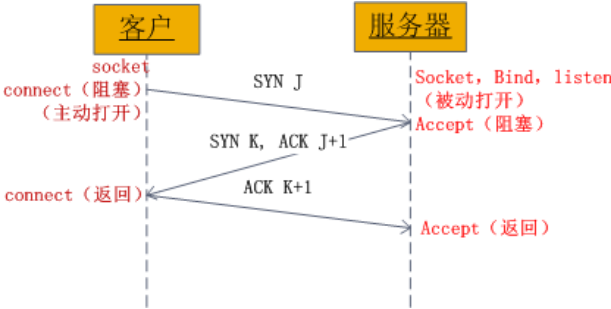 客户
服务器
socket
connect（阻塞）
（主动打开）
SYN J
Socket, Bind, listen
（被动打开）
Accept（阻塞）
SYN K, ACK J+1
connect（返回）
ACK K+1
Accept（返回）